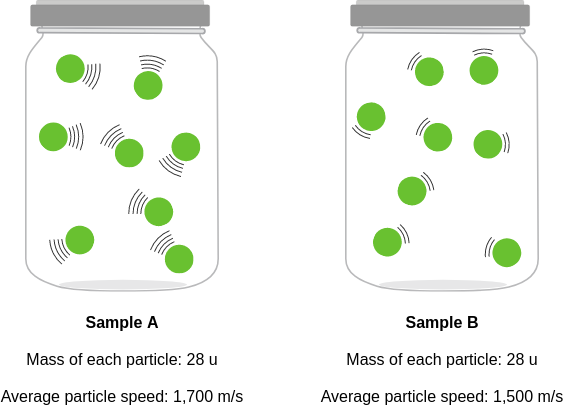 Sample A
Sample B
Mass of each particle: 28 u
Mass of each particle: 28 u
Average particle speed: 1,700 m/s
Average particle speed: 1,500 m/s